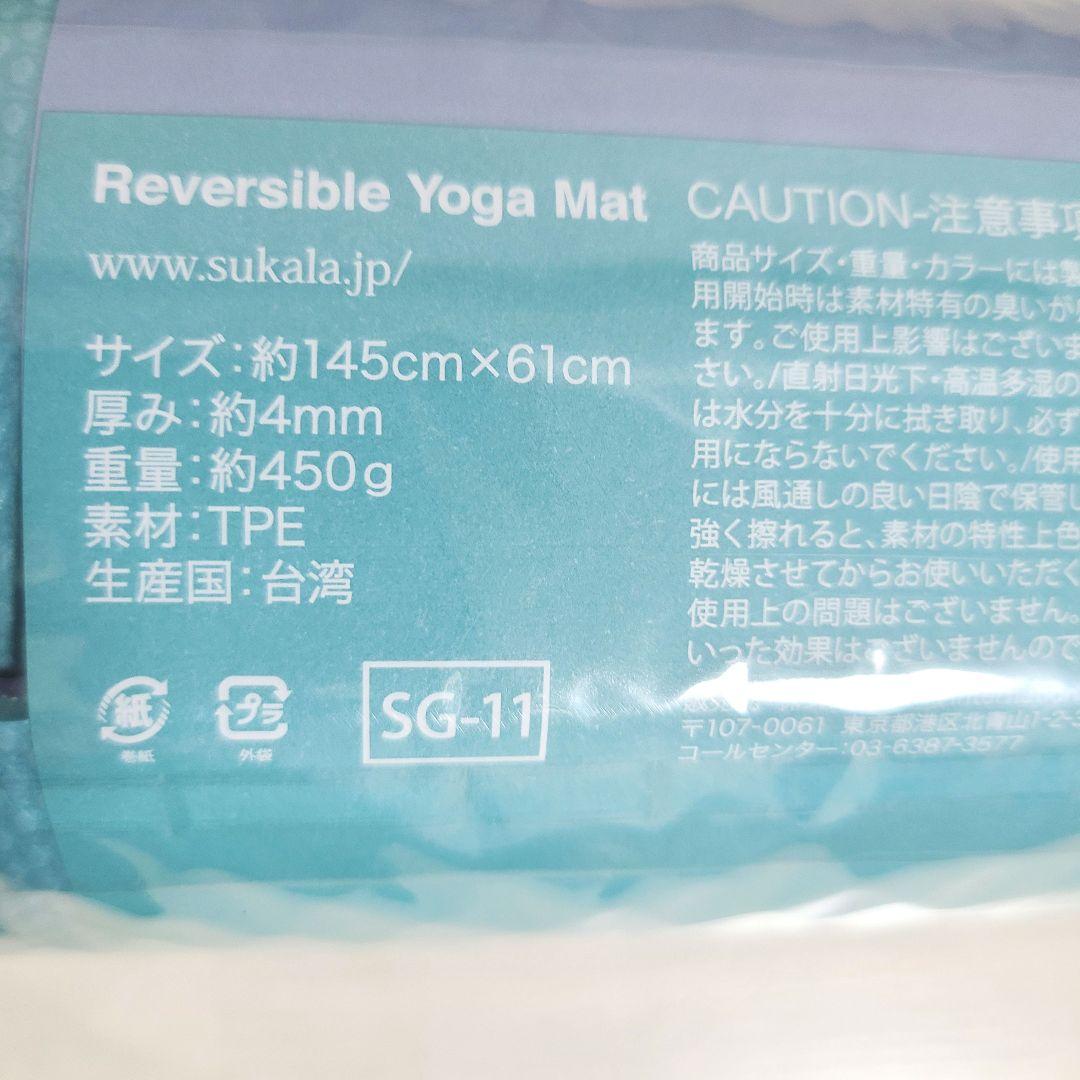 Reversible Yoga Mat
www.sukala.jp/
サイズ:約145cm×61cm
厚み:約4mm
重量:約450g
素材:TPE
生産国:台湾
紙
巻紙
プラ
外袋
SG-11
CAUTION-注意事項
商品サイズ・重量・カラーには製
用開始時は素材特有の臭いが
ます。ご使用上影響はございま
さい。/直射日光下・高温多湿の
は水分を十分に拭き取り、必ず
用にならないでください。/使用
には風通しの良い日陰で保管し
強く擦れると、素材の特性上色
乾燥させてからお使いいただく
使用上の問題はございません。
いった効果はございませんので
〒107-0061 東京都港区北青山1-2-3
コールセンター:03-6387-3577